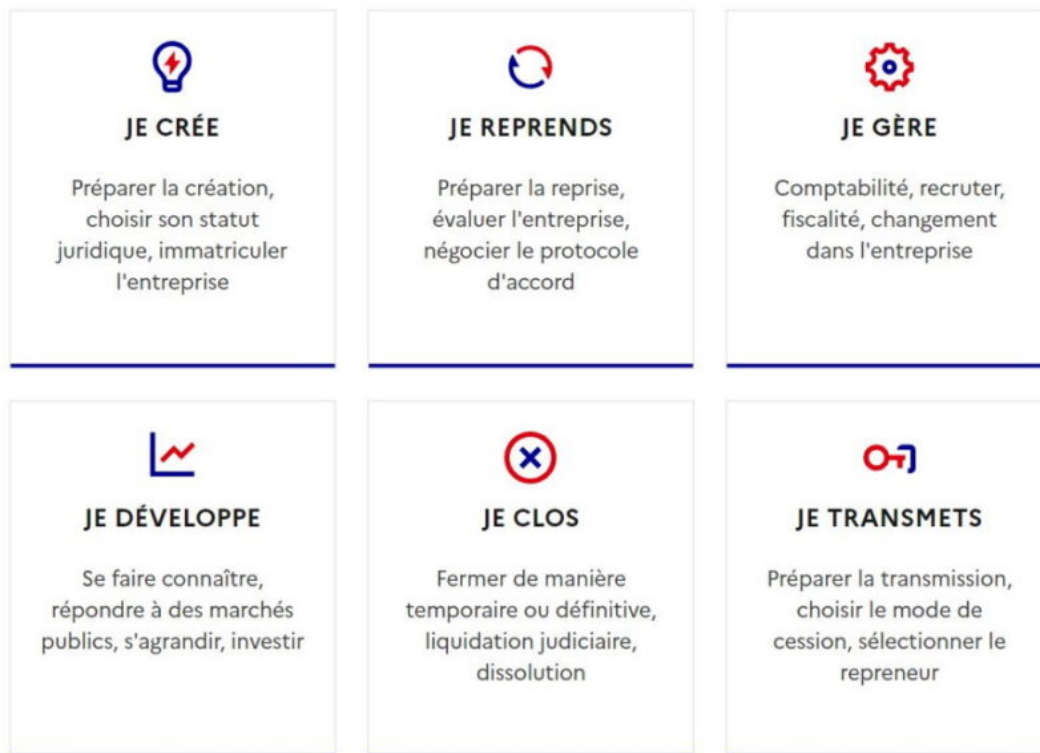 JE CRÉE
Préparer la création,
choisir son statut
juridique, immatriculer
l'entreprise
JE REPRENDS
Préparer la reprise,
évaluer l'entreprise,
négocier le protocole
d'accord
JE GÈRE
Comptabilité, recruter,
fiscalité, changement
dans l'entreprise
JE DÉVELOPPE
Se faire connaître,
répondre à des marchés
publics, s'agrandir, investir
JE CLOS
Fermer de manière
temporaire ou définitive,
liquidation judiciaire,
dissolution
JE TRANSMETS
Préparer la transmission,
choisir le mode de
cession, sélectionner le
repreneur